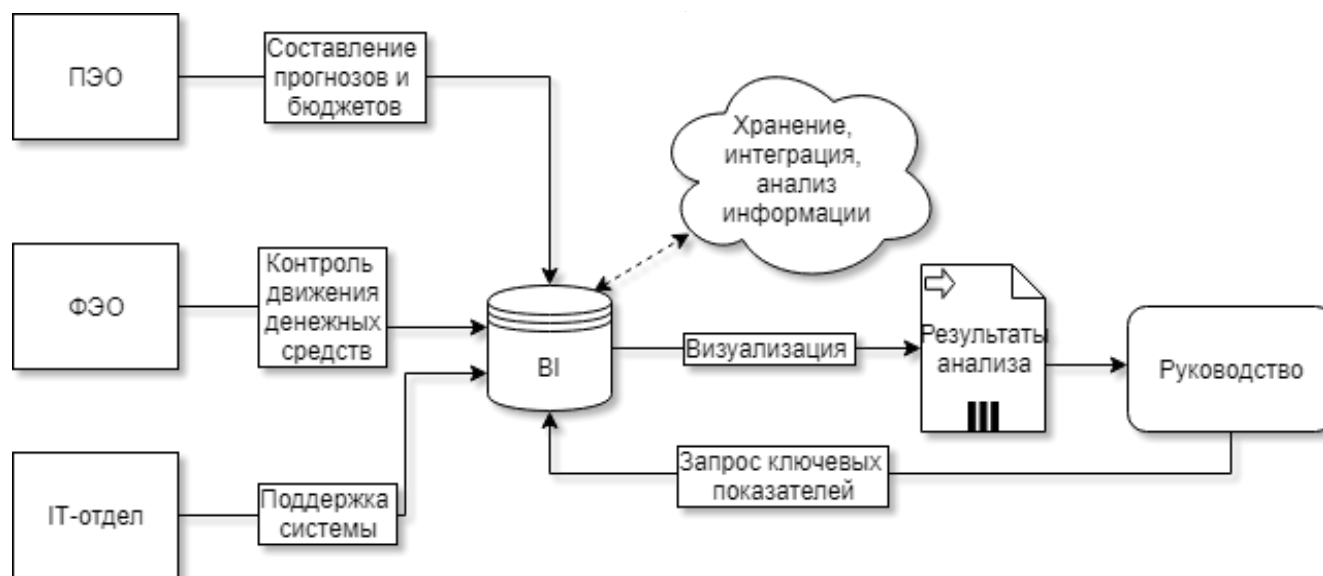 ПЭО
Составление
прогнозов и
бюджетов
Хранение,
интеграция,
анализ
информации
ФЭО
Контроль
движения
денежных
средств
BI
Визуализация
Результаты
анализа
Руководство
IT-отдел
Поддержка
системы
Запрос ключевых
показателей